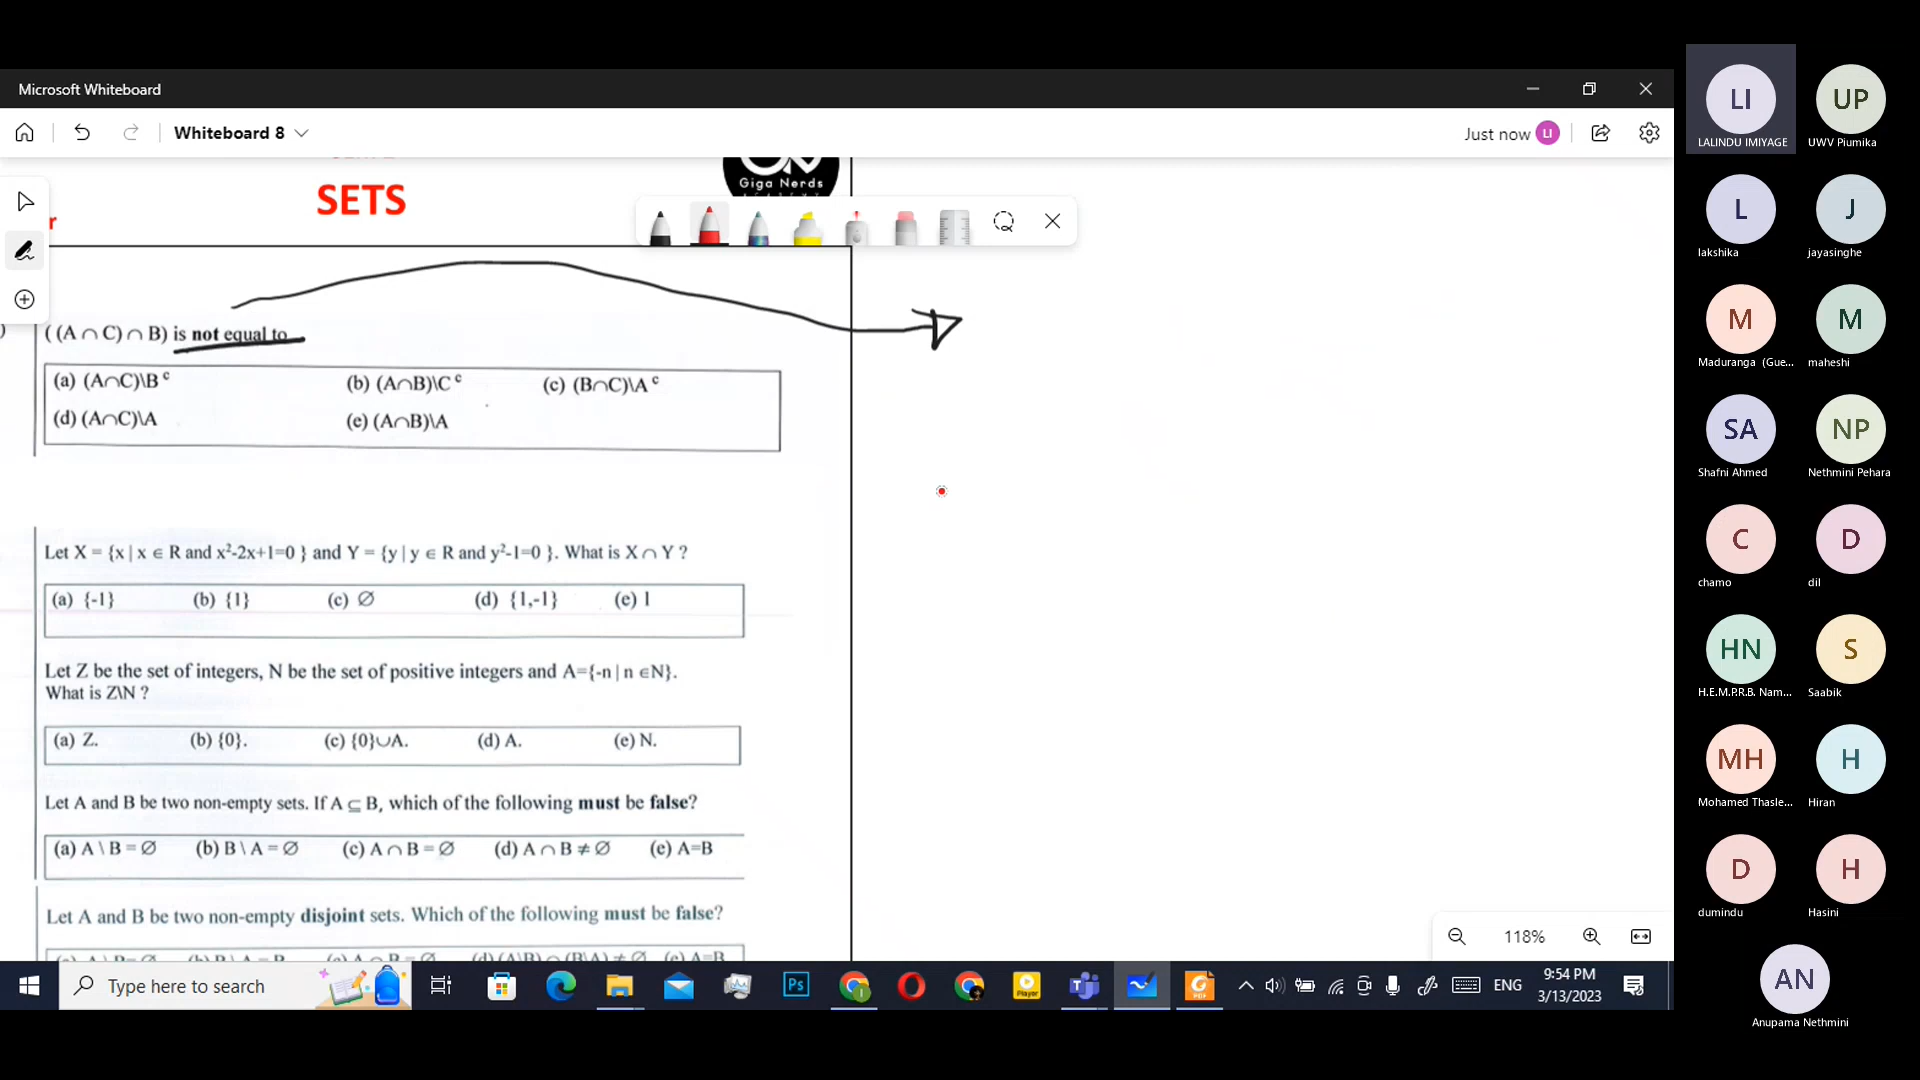 Microsoft Whiteboard
Whiteboard 8
Just now LI
SETS
Giga Nerds
r
) ( (A ∩ C) ∩ B) is not equal to
(a) (A∩C)\B ᶜ (b) (A∩B)\C ᶜ (c) (B∩C)\A ᶜ
(d) (A∩C)\A (e) (A∩B)\A
Let X = {x | x ∈ R and x²-2x+1=0 } and Y = {y | y ∈ R and y²-1=0 }. What is X ∩ Y ?
(a) {-1} (b) {1} (c) ∅ (d) {1,-1} (e) 1
Let Z be the set of integers, N be the set of positive integers and A={-n | n ∈N}.
What is Z\N ?
(a) Z. (b) {0}. (c) {0}∪A. (d) A. (e) N.
Let A and B be two non-empty sets. If A ⊆ B, which of the following must be false?
(a) A \ B = ∅ (b) B \ A = ∅ (c) A ∩ B = ∅ (d) A ∩ B ≠ ∅ (e) A=B
Let A and B be two non-empty disjoint sets. Which of the following must be false?
118%
Type here to search
Ps
Player
ENG
9:54 PM
3/13/2023
LI
LALINDU IMIYAGE
UP
UWV Piumika
L
lakshika
J
jayasinghe
M
Maduranga (Gue...
M
maheshi
SA
Shafni Ahmed
NP
Nethmini Pehara
C
chamo
D
dil
HN
H.E.M.P.R.B. Nam...
S
Saabik
MH
Mohamed Thasle...
H
Hiran
D
dumindu
H
Hasini
AN
Anupama Nethmini